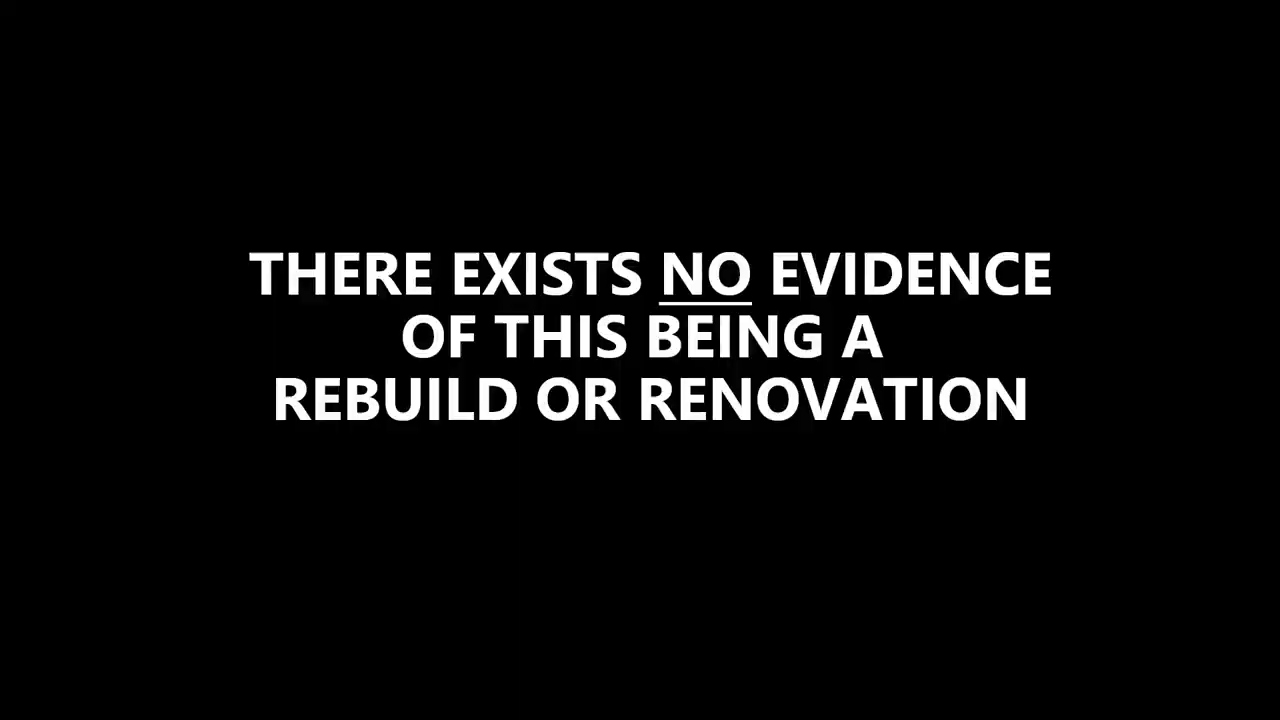 THERE EXISTS NO EVIDENCE
OF THIS BEING A
REBUILD OR RENOVATION